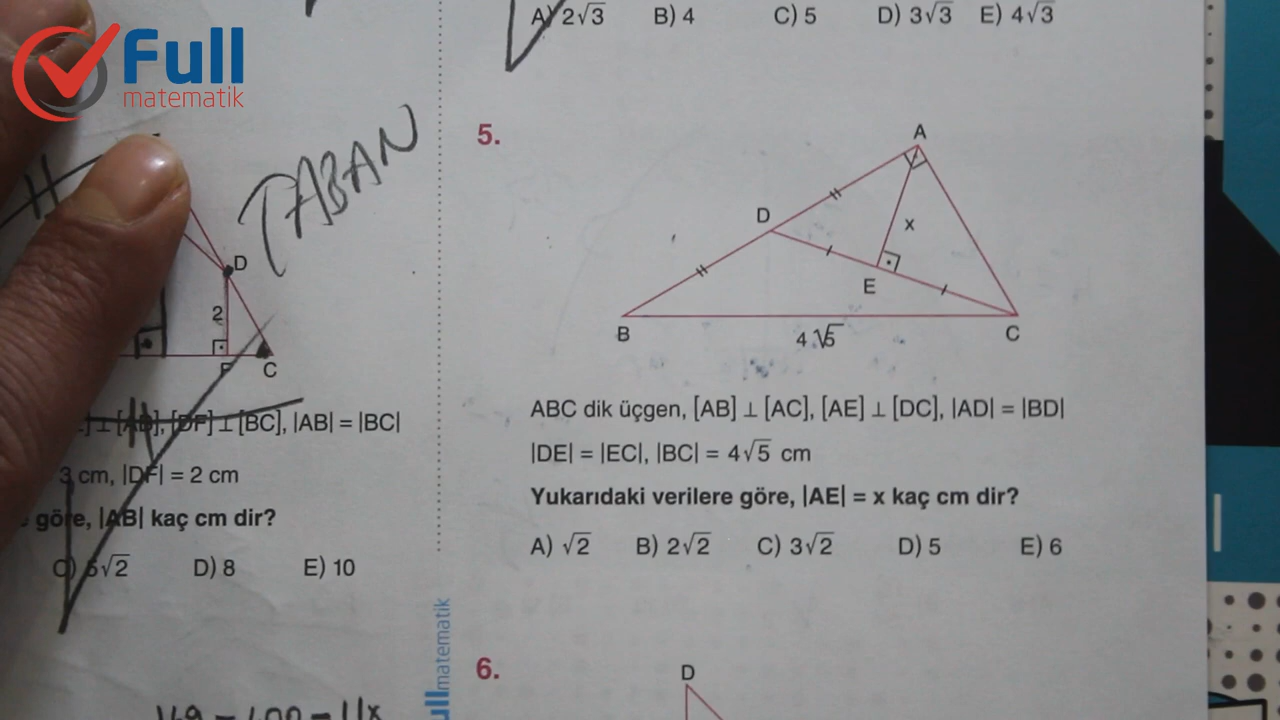 Full
matematik
TABAN
D
2
F
C
[DF] ⊥ [BC], |AB| = |BC|
3 cm, |DF| = 2 cm
göre, |AB| kaç cm dir?
D) 8 E) 10
A) 2√3 B) 4 C) 5 D) 3√3 E) 4√3
5.
A
D
x
E
B
C
4√5
ABC dik üçgen, [AB] ⊥ [AC], [AE] ⊥ [DC], |AD| = |BD|
|DE| = |EC|, |BC| = 4√5 cm
Yukarıdaki verilere göre, |AE| = x kaç cm dir?
A) √2 B) 2√2 C) 3√2 D) 5 E) 6
matematik
6.
D